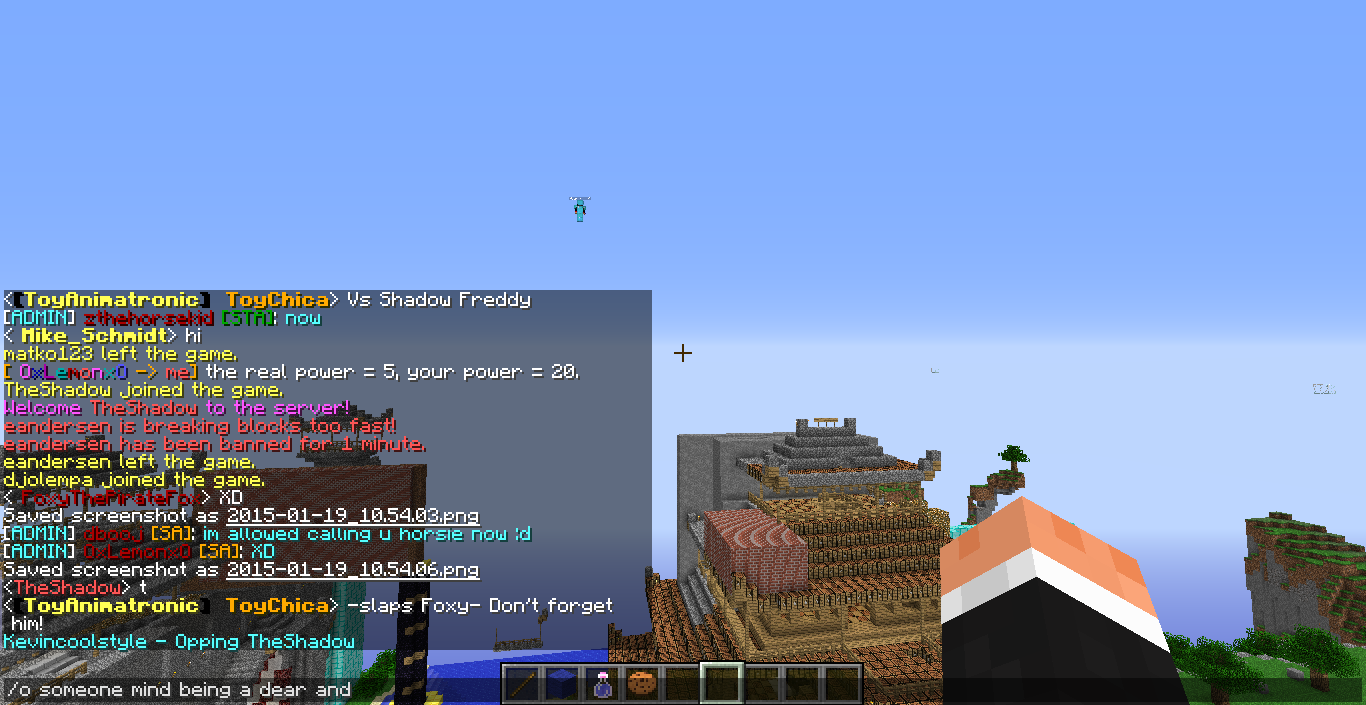 <[ToyAnimatronic] ToyChica> Vs Shadow Freddy
[ADMIN] zthehorsekid [STA]: now
< Mike_Schmidt> hi
matko123 left the game.
[ 0xLemonx0 -> me] the real power = 5, your power = 20.
TheShadow joined the game.
Welcome TheShadow to the server!
eandersen is breaking blocks too fast!
eandersen has been banned for 1 minute.
eandersen left the game.
djolempa joined the game.
< FoxyThePirateFox> XD
Saved screenshot as 2015-01-19_10.54.03.png
[ADMIN] dbooj [SA]: im allowed calling u horsie now :d
[ADMIN] 0xLemonx0 [SA]: XD
Saved screenshot as 2015-01-19_10.54.06.png
<TheShadow> t
<[ToyAnimatronic] ToyChica> -slaps Foxy- Don't forget
him!
Kevincoolstyle - Opping TheShadow
/o someone mind being a dear and